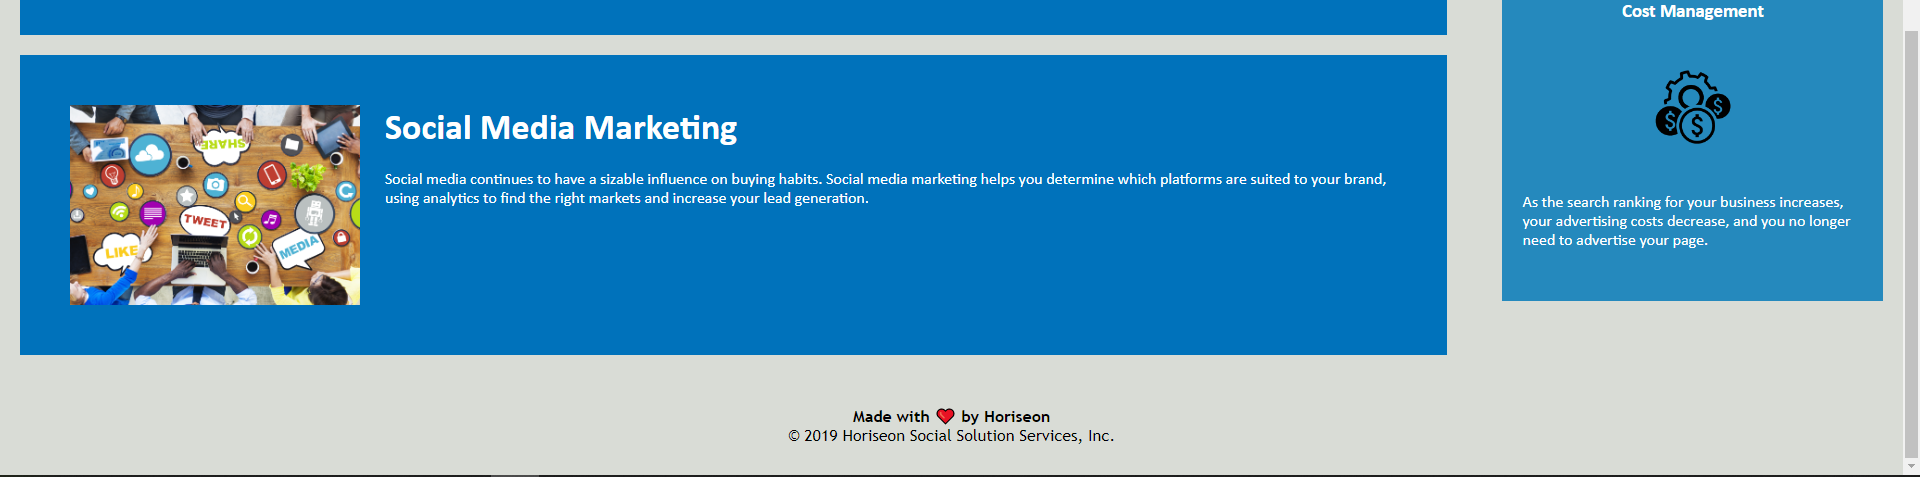 Social Media Marketing
Social media continues to have a sizable influence on buying habits. Social media marketing helps you determine which platforms are suited to your brand,
using analytics to find the right markets and increase your lead generation.
SHARE
TWEET
LIKE
MEDIA
Cost Management
As the search ranking for your business increases,
your advertising costs decrease, and you no longer
need to advertise your page.
Made with ❤ by Horiseon
© 2019 Horiseon Social Solution Services, Inc.